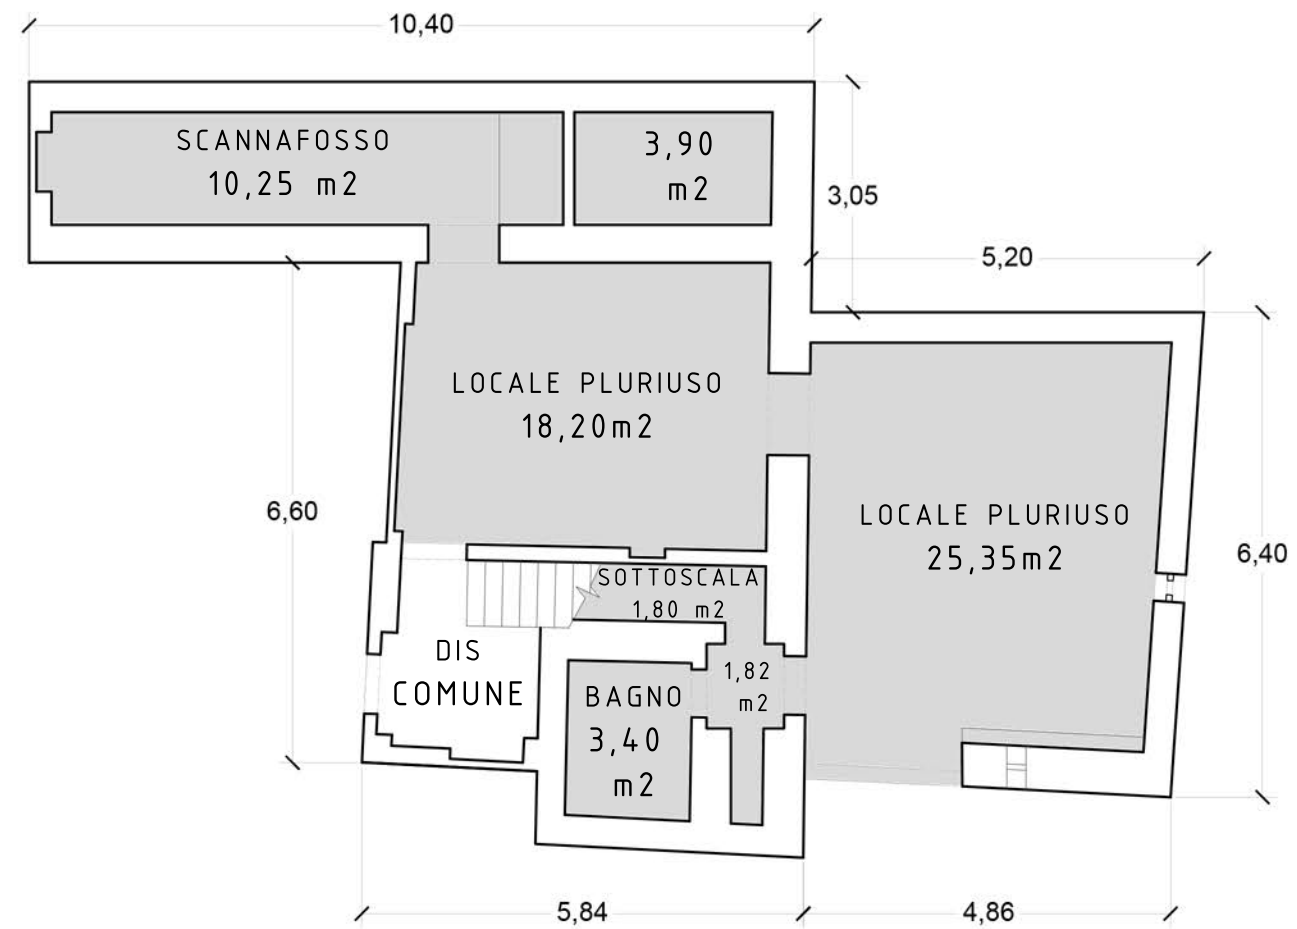 10,40
SCANNAFOSSO
10,25 m2
3,90
m2
3,05
5,20
LOCALE PLURIUSO
18,20m2
6,60
LOCALE PLURIUSO
25,35m2
6,40
SOTTOSCALA
1,80 m2
DIS
COMUNE
1,82
m2
BAGNO
3,40
m2
5,84
4,86